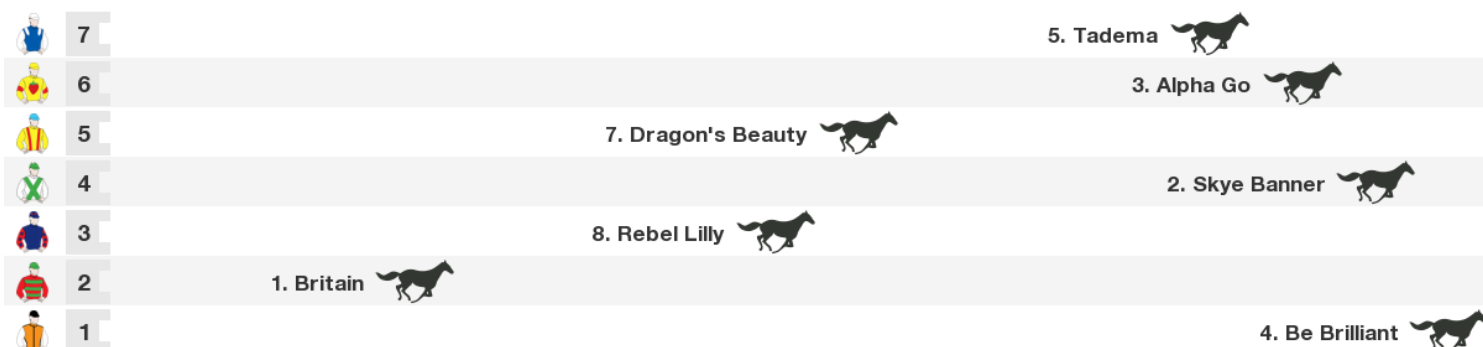 7 5. Tadema
6 3. Alpha Go
5 7. Dragon's Beauty
4 2. Skye Banner
3 8. Rebel Lilly
2 1. Britain
1 4. Be Brilliant